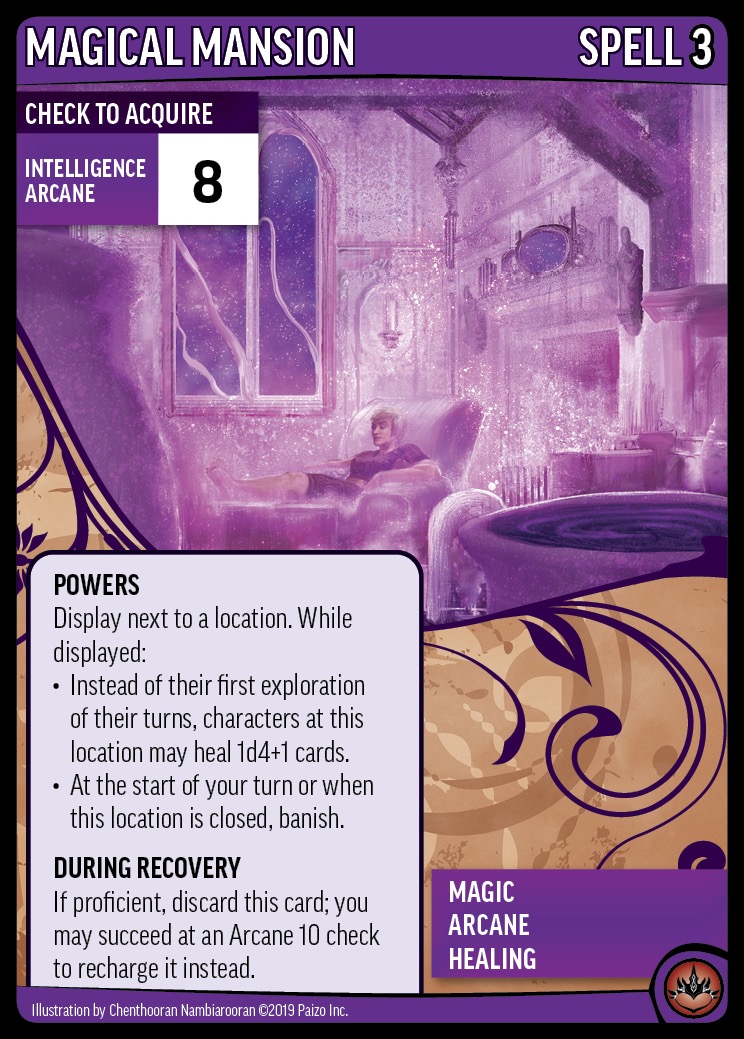 MAGICAL MANSION
SPELL 3
CHECK TO ACQUIRE
INTELLIGENCE
ARCANE
8
POWERS
Display next to a location. While
displayed:
• Instead of their first exploration
of their turns, characters at this
location may heal 1d4+1 cards.
• At the start of your turn or when
this location is closed, banish.
DURING RECOVERY
If proficient, discard this card; you
may succeed at an Arcane 10 check
to recharge it instead.
MAGIC
ARCANE
HEALING
Illustration by Chenthooran Nambiarooran ©2019 Paizo Inc.